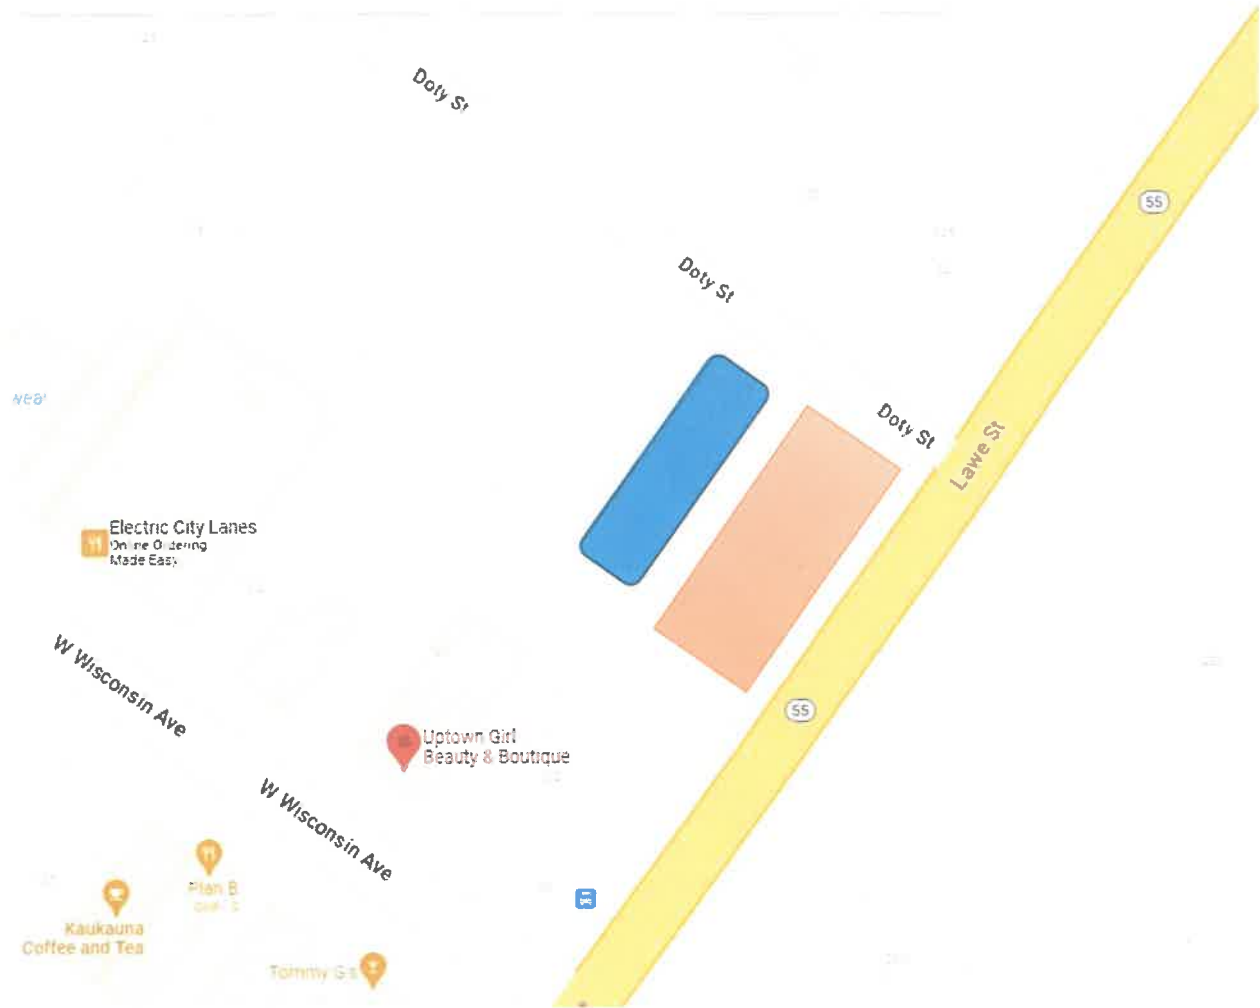 Doty St
55
Doty St
Doty St
Lawe St
Electric City Lanes
Online Ordering
Made Easy
W Wisconsin Ave
55
Uptown Girl
Beauty & Boutique
W Wisconsin Ave
Plan B
Kaukauna
Coffee and Tea
Tommy G's